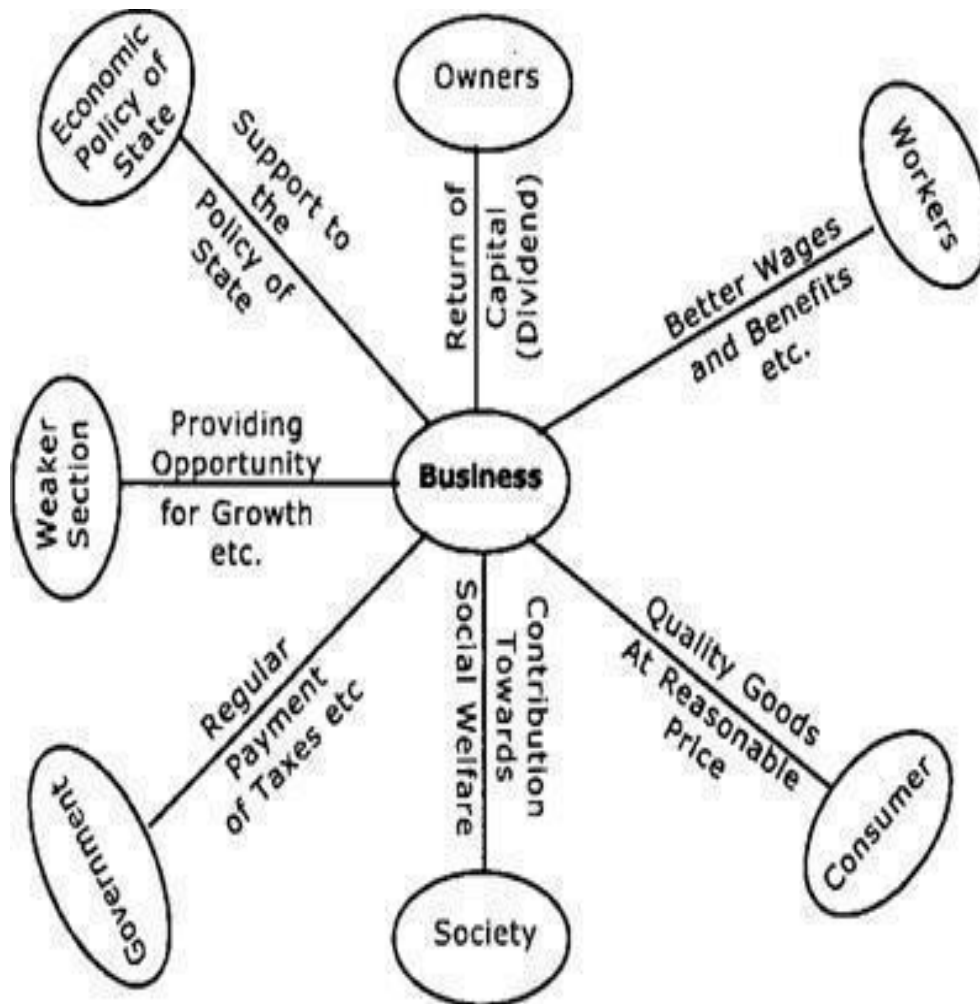 Economic
Policy of
State
Support to
the
Policy of
State
Owners
Return of
Capital
(Dividend)
Workers
Better Wages
and Benefits
etc.
Weaker
Section
Providing
Opportunity
for Growth
etc.
Business
Regular
Payment
of Taxes etc
Government
Contribution
Towards
Social Welfare
Society
Quality Goods
At Reasonable
Price
Consumer